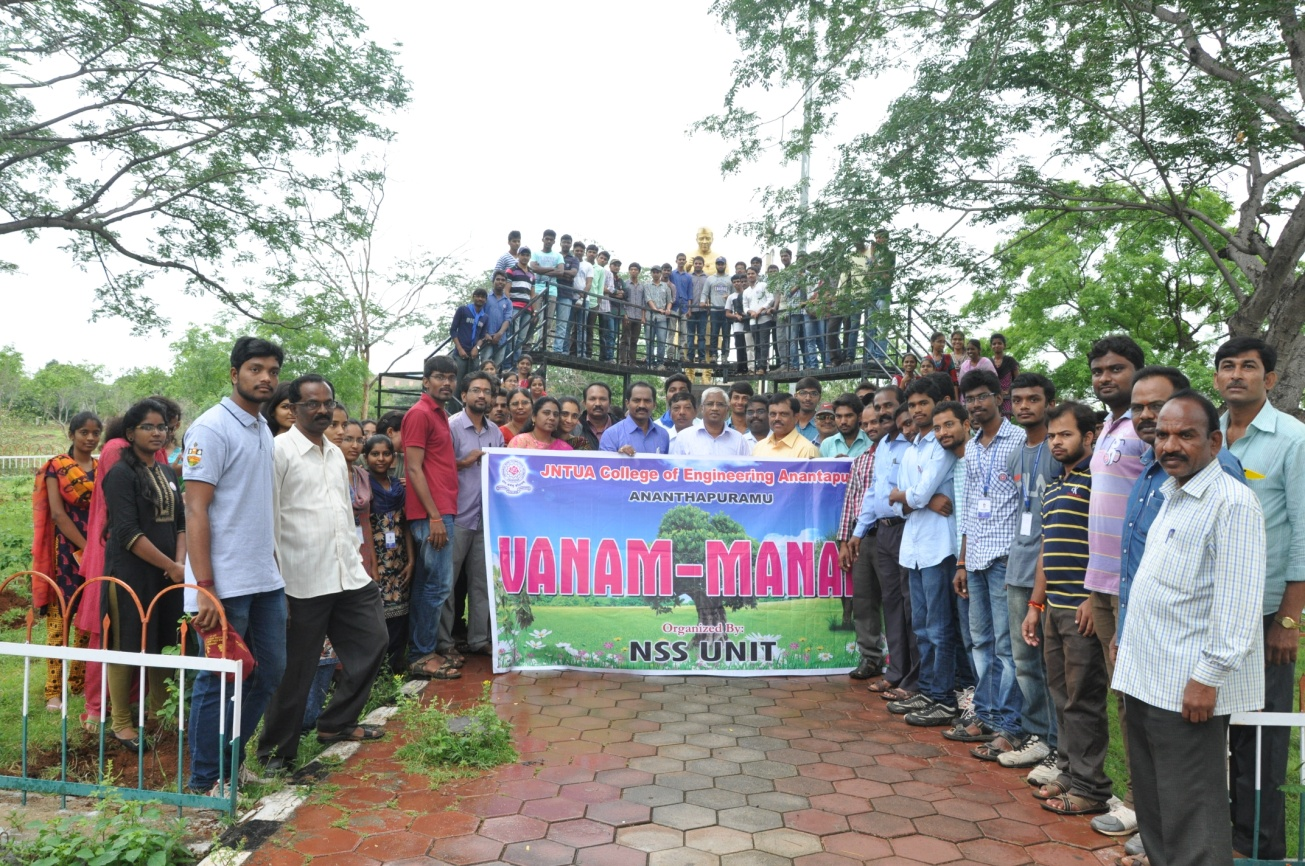 JNTUA College of Engineering Anantapu
ANANTHAPURAMU
VANAM-MANA
Organized By:
NSS UNIT